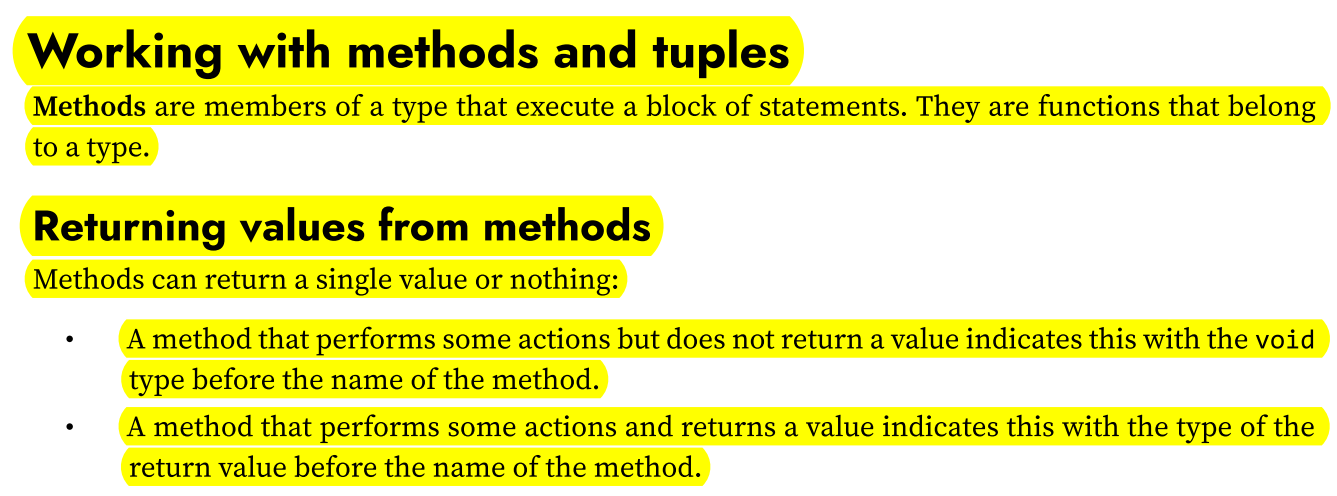 Working with methods and tuples
Methods are members of a type that execute a block of statements. They are functions that belong
to a type.
Returning values from methods
Methods can return a single value or nothing:
• A method that performs some actions but does not return a value indicates this with the void
type before the name of the method.
• A method that performs some actions and returns a value indicates this with the type of the
return value before the name of the method.